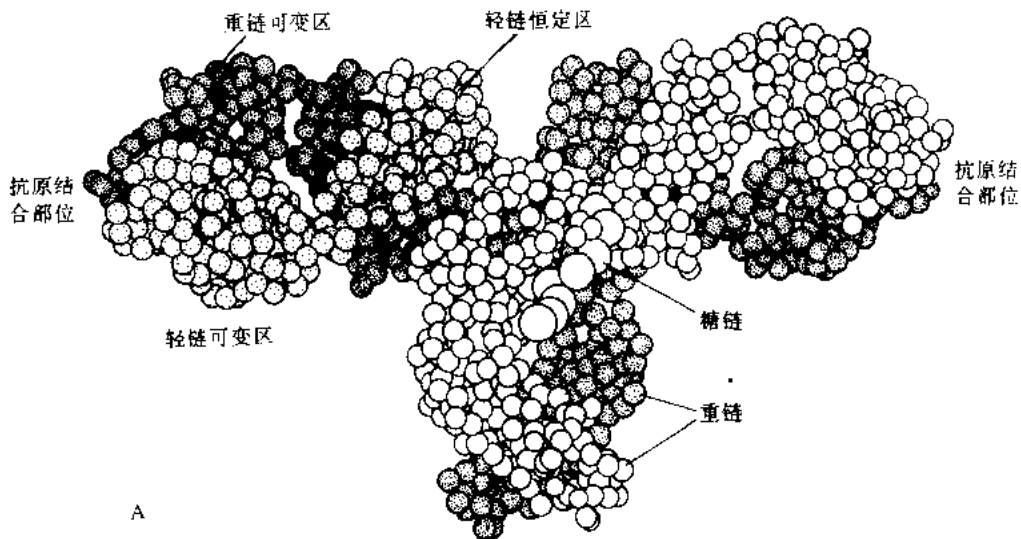 重链可变区
轻链恒定区
抗原结
合部位
抗原结
合部位
轻链可变区
糖链
重链
A